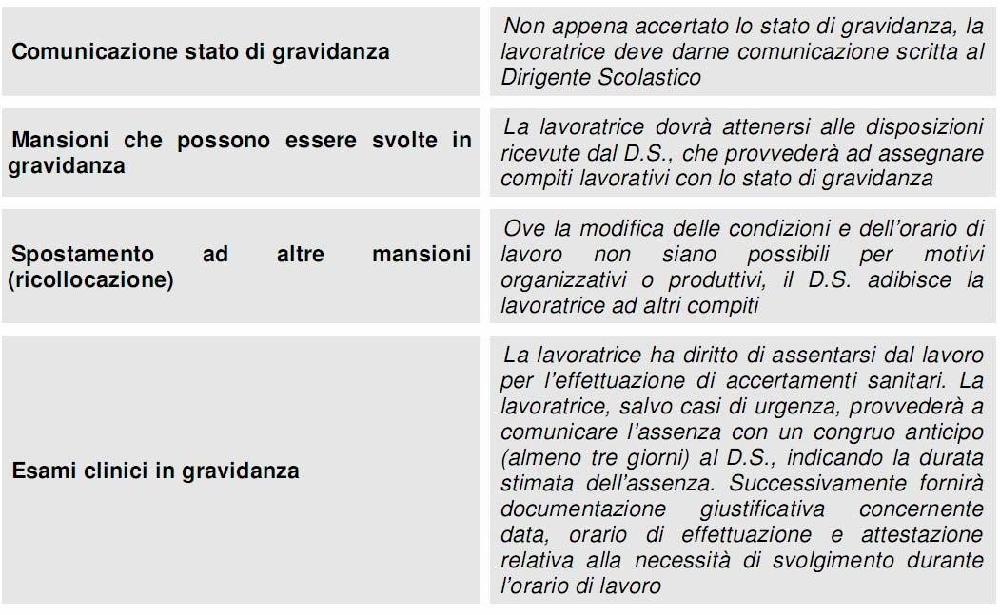 Comunicazione stato di gravidanza
Non appena accertato lo stato di gravidanza, la
lavoratrice deve darne comunicazione scritta al
Dirigente Scolastico
Mansioni che possono essere svolte in
gravidanza
La lavoratrice dovrà attenersi alle disposizioni
ricevute dal D.S., che provvederà ad assegnare
compiti lavorativi con lo stato di gravidanza
Spostamento ad altre mansioni
(ricollocazione)
Ove la modifica delle condizioni e dell'orario di
lavoro non siano possibili per motivi
organizzativi o produttivi, il D.S. adibisce la
lavoratrice ad altri compiti
Esami clinici in gravidanza
La lavoratrice ha diritto di assentarsi dal lavoro
per l'effettuazione di accertamenti sanitari. La
lavoratrice, salvo casi di urgenza, provvederà a
comunicare l'assenza con un congruo anticipo
(almeno tre giorni) al D.S., indicando la durata
stimata dell'assenza. Successivamente fornirà
documentazione giustificativa concernente
data, orario di effettuazione e attestazione
relativa alla necessità di svolgimento durante
l'orario di lavoro